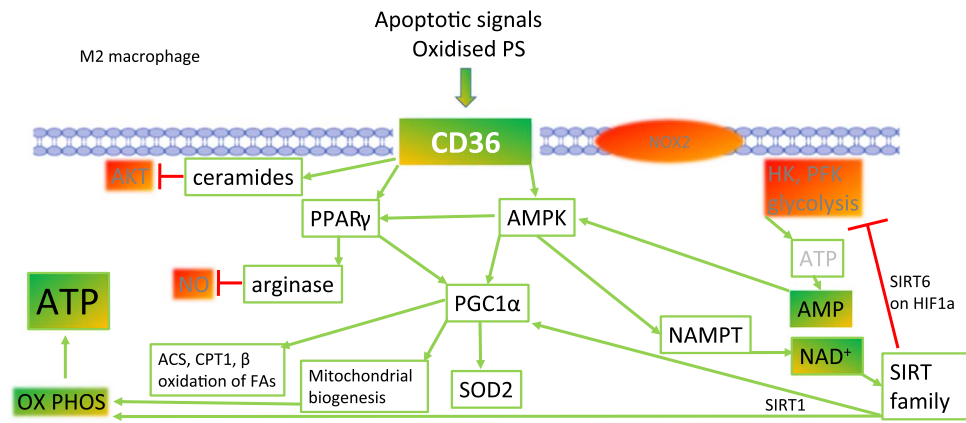 Apoptotic signals
Oxidised PS
M2 macrophage
CD36
NOX2
AKT
ceramides
HK, PFK
glycolysis
PPARγ
AMPK
ATP
SIRT6
on HIF1a
NO
arginase
ATP
PGC1α
AMP
NAMPT
NAD+
ACS, CPT1, β
oxidation of FAs
Mitochondrial
biogenesis
SOD2
SIRT
family
OX PHOS
SIRT1